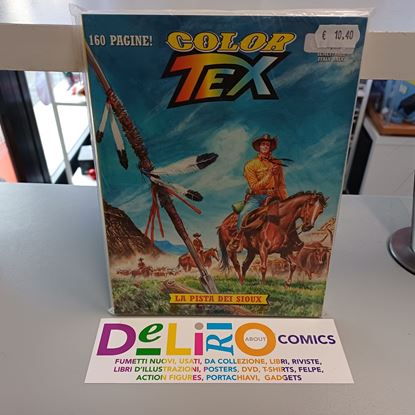 160 PAGINE!
COLOR
TEX
€ 10,40
LA PISTA DEI SIOUX
DeLiRiO ABOUT COMICS
FUMETTI NUOVI, USATI, DA COLLEZIONE, LIBRI, RIVISTE,
LIBRI D'ILLUSTRAZIONI, POSTERS, DVD, T-SHIRTS, FELPE,
ACTION FIGURES, PORTACHIAVI, GADGETS